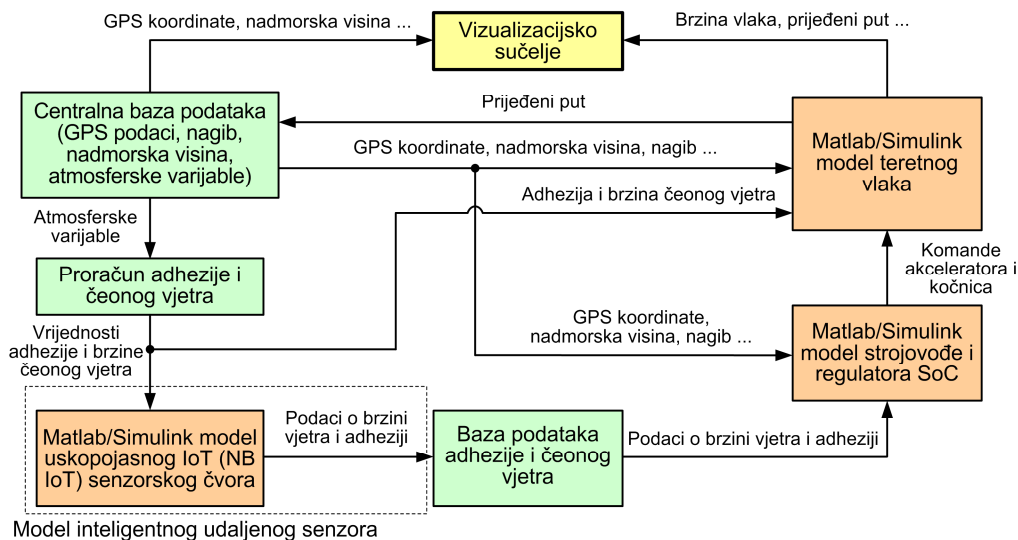 GPS koordinate, nadmorska visina ...
Vizualizacijsko
sučelje
Brzina vlaka, prijeđeni put ...
Centralna baza podataka
(GPS podaci, nagib,
nadmorska visina,
atmosferske varijable)
Prijeđeni put
GPS koordinate, nadmorska visina, nagib ...
Adhezija i brzina čeonog vjetra
Matlab/Simulink
model teretnog
vlaka
Atmosferske
varijable
Proračun adhezije i
čeonog vjetra
Komande
akceleratora i
kočnica
Vrijednosti
adhezije i brzine
čeonog vjetra
GPS koordinate,
nadmorska visina, nagib ...
Matlab/Simulink
model strojovođe i
regulatora SoC
Matlab/Simulink model
uskopojasnog IoT (NB
IoT) senzorskog čvora
Podaci o brzini
vjetra i adheziji
Baza podataka
adhezije i čeonog
vjetra
Podaci o brzini vjetra i adheziji
Model inteligentnog udaljenog senzora